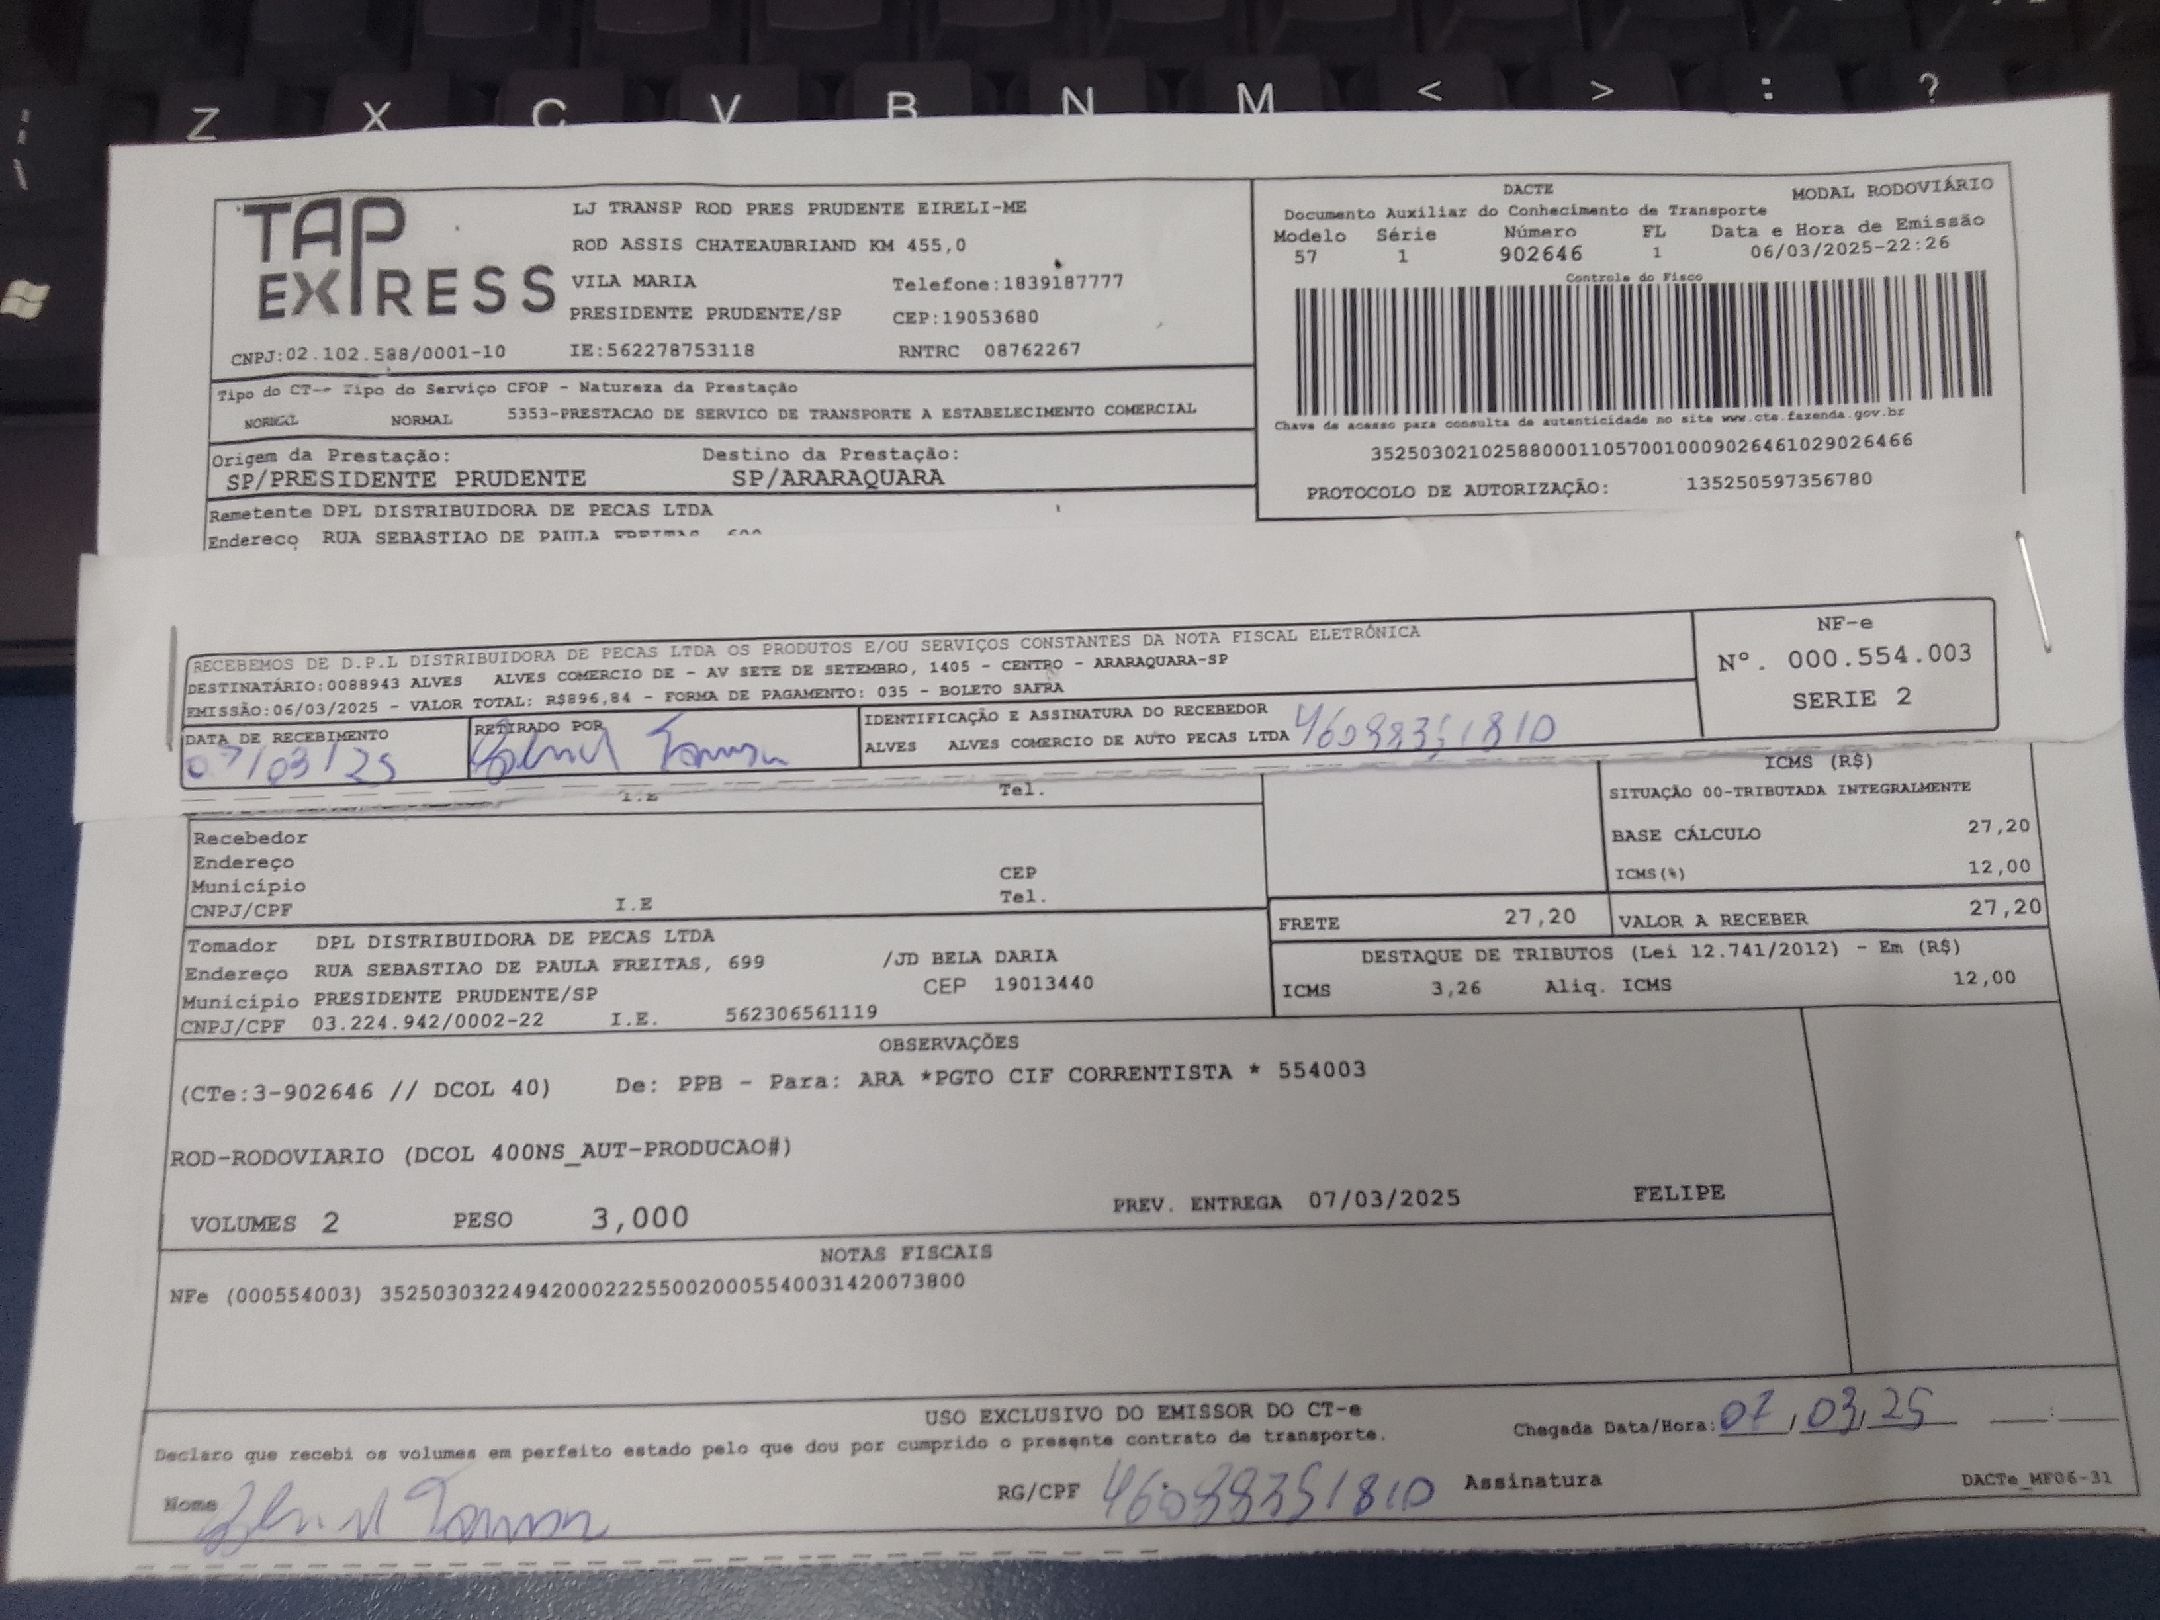 Z X C V B N M < > : ?
TAP EXPRESS
LJ TRANSP ROD PRES PRUDENTE EIRELI-ME
ROD ASSIS CHATEAUBRIAND KM 455,0
VILA MARIA Telefone:1839187777
PRESIDENTE PRUDENTE/SP CEP:19053680
CNPJ:02.102.588/0001-10 IE:562278753118 RNTRC 08762267
DACTE MODAL RODOVIÁRIO
Documento Auxiliar do Conhecimento de Transporte
Modelo Série Número FL Data e Hora de Emissão
57 1 902646 1 06/03/2025-22:26
Controle do Fisco
Chave de acesso para consulta de autenticidade no site www.cte.fazenda.gov.br
35250302102588000110570010009026461029026466
PROTOCOLO DE AUTORIZAÇÃO: 135250597356780
Tipo do CT-- Tipo do Serviço CFOP - Natureza da Prestação
NORMAL NORMAL 5353-PRESTACAO DE SERVICO DE TRANSPORTE A ESTABELECIMENTO COMERCIAL
Origem da Prestação: Destino da Prestação:
SP/PRESIDENTE PRUDENTE SP/ARARAQUARA
Remetente DPL DISTRIBUIDORA DE PECAS LTDA
Endereço RUA SEBASTIAO DE PAULA FREITAS, 699
RECEBEMOS DE D.P.L DISTRIBUIDORA DE PECAS LTDA OS PRODUTOS E/OU SERVIÇOS CONSTANTES DA NOTA FISCAL ELETRÔNICA
DESTINATÁRIO:0088943 ALVES ALVES COMERCIO DE - AV SETE DE SETEMBRO, 1405 - CENTRO - ARARAQUARA-SP
EMISSÃO:06/03/2025 - VALOR TOTAL: R$896,84 - FORMA DE PAGAMENTO: 035 - BOLETO SAFRA
NF-e
Nº. 000.554.003
SERIE 2
DATA DE RECEBIMENTO RETIRADO POR IDENTIFICAÇÃO E ASSINATURA DO RECEBEDOR
07/03/25 ALVES ALVES COMERCIO DE AUTO PECAS LTDA
I.E Tel.
Recebedor
Endereço
Município CEP
CNPJ/CPF I.E Tel.
ICMS (R$)
SITUAÇÃO 00-TRIBUTADA INTEGRALMENTE
BASE CÁLCULO 27,20
ICMS(%) 12,00
FRETE 27,20 VALOR A RECEBER 27,20
DESTAQUE DE TRIBUTOS (Lei 12.741/2012) - Em (R$)
ICMS 3,26 Aliq. ICMS 12,00
Tomador DPL DISTRIBUIDORA DE PECAS LTDA
Endereço RUA SEBASTIAO DE PAULA FREITAS, 699 /JD BELA DARIA
Município PRESIDENTE PRUDENTE/SP CEP 19013440
CNPJ/CPF 03.224.942/0002-22 I.E. 562306561119
OBSERVAÇÕES
(CTe:3-902646 // DCOL 40) De: PPB - Para: ARA *PGTO CIF CORRENTISTA * 554003
ROD-RODOVIARIO (DCOL 400NS_AUT-PRODUCAO#)
VOLUMES 2 PESO 3,000 PREV. ENTREGA 07/03/2025 FELIPE
NOTAS FISCAIS
NFe (000554003) 35250303224942000222550020005540031420073800
USO EXCLUSIVO DO EMISSOR DO CT-e
Declaro que recebi os volumes em perfeito estado pelo que dou por cumprido o presente contrato de transporte.
Chegada Data/Hora: 07/03/25 :
Nome RG/CPF Assinatura
DACTe_MF06-31